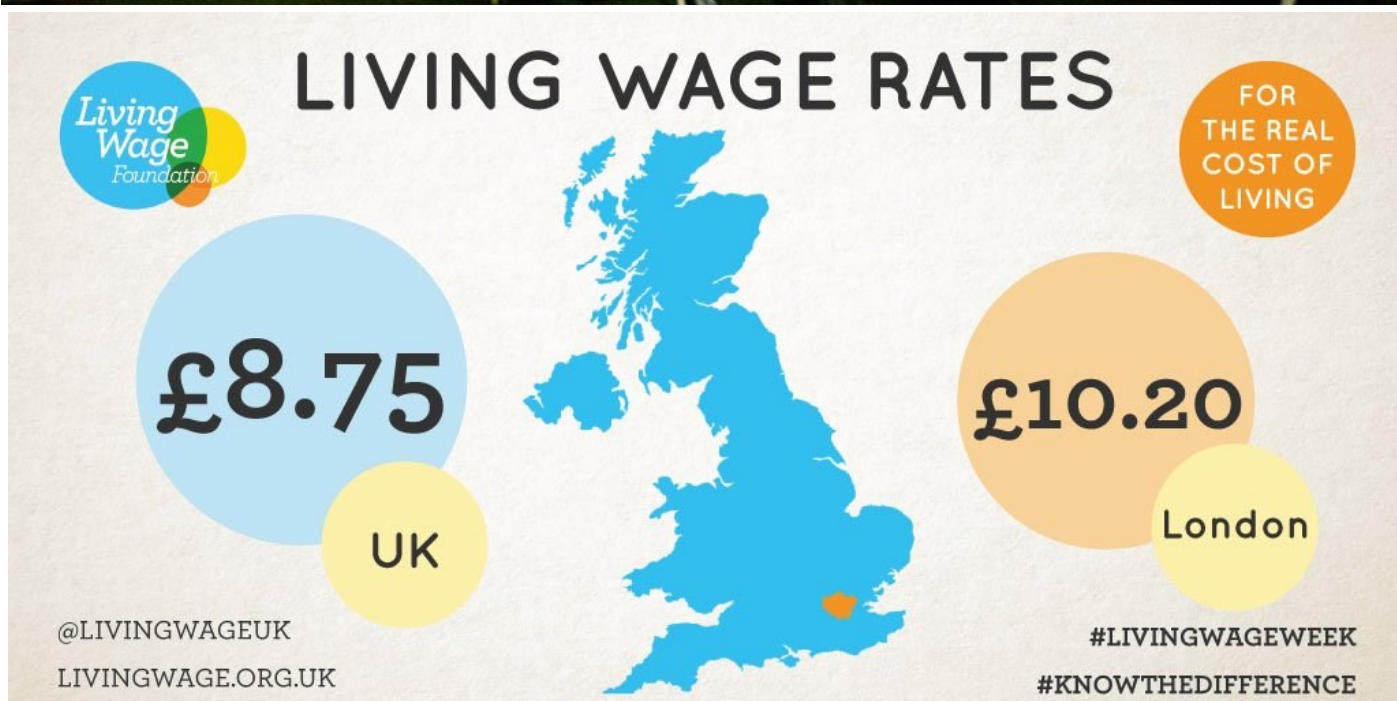 LIVING WAGE RATES
Living
Wage
Foundation
FOR
THE REAL
COST OF
LIVING
£8.75
UK
£10.20
London
@LIVINGWAGEUK
LIVINGWAGE.ORG.UK
#LIVINGWAGEWEEK
#KNOWTHEDIFFERENCE